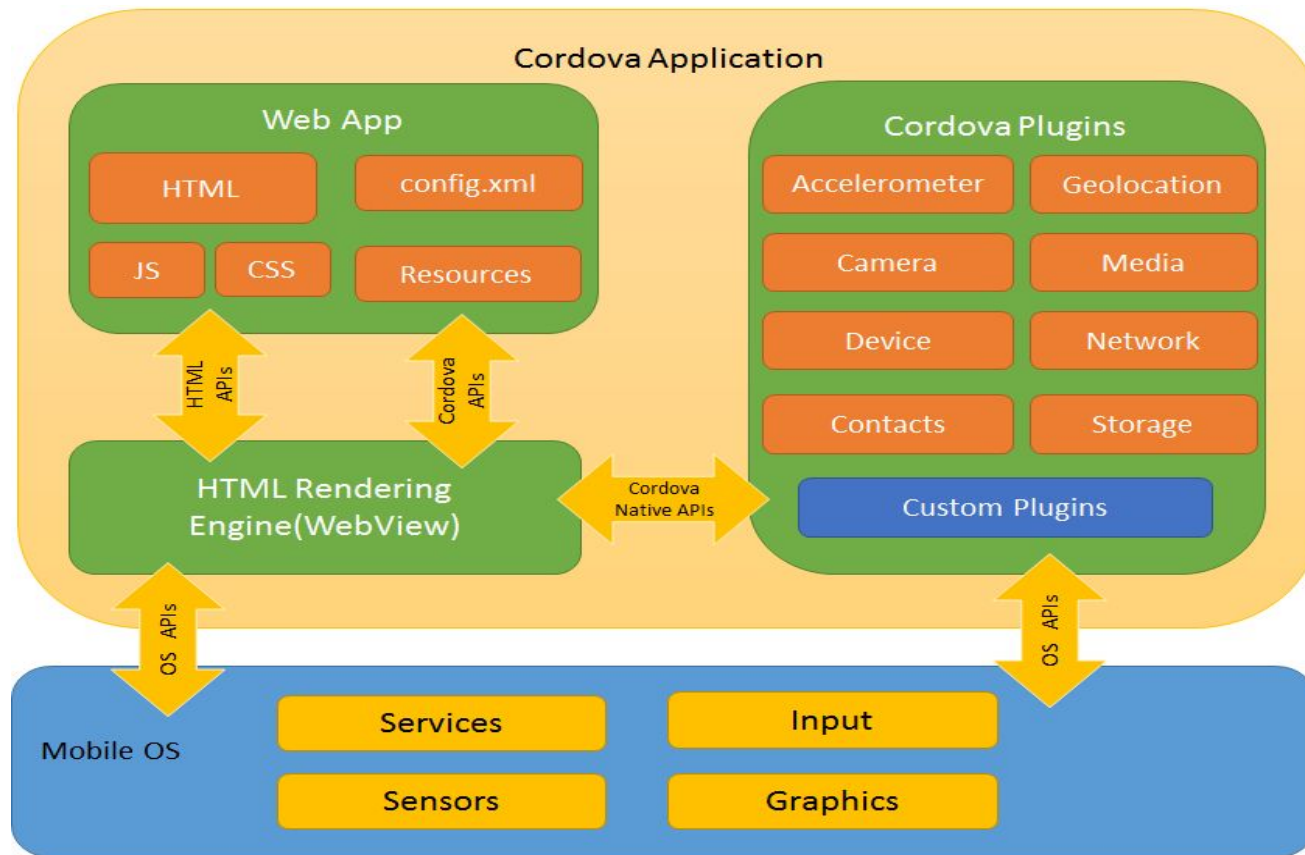 Cordova Application
Web App
HTML
config.xml
JS
CSS
Resources
HTML
APIs
Cordova
APIs
HTML Rendering
Engine(WebView)
Cordova
Native APIs
Cordova Plugins
Accelerometer
Geolocation
Camera
Media
Device
Network
Contacts
Storage
Custom Plugins
OS APIs
OS APIs
Mobile OS
Services
Input
Sensors
Graphics